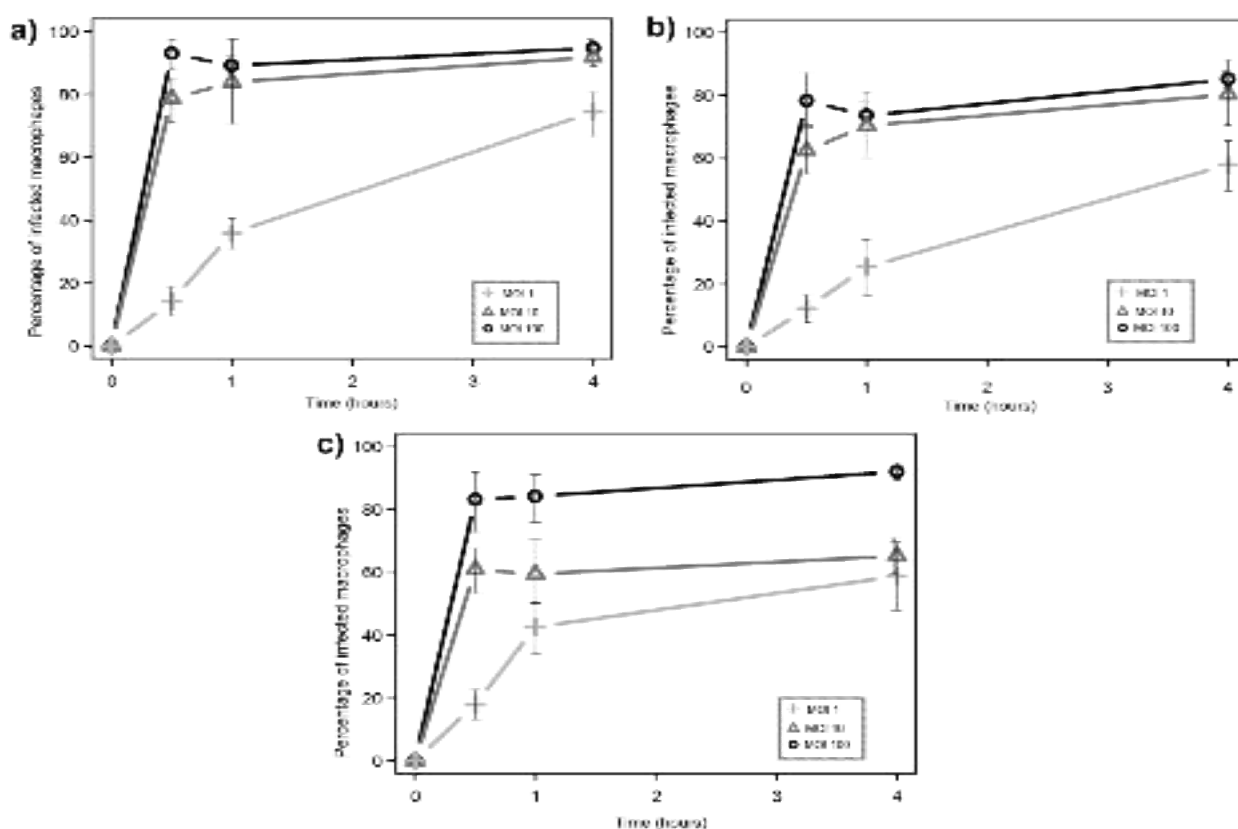 a)
Percentage of infected macrophages
100
80
60
40
20
0
MOI 1
MOI 10
MOI 100
0 1 2 3 4
Time (hours)
b)
Percentage of infected macrophages
100
80
60
40
20
0
MOI 1
MOI 10
MOI 100
0 1 2 3 4
Time (hours)
c)
Percentage of infected macrophages
100
80
60
40
20
0
MOI 1
MOI 10
MOI 100
0 1 2 3 4
Time (hours)